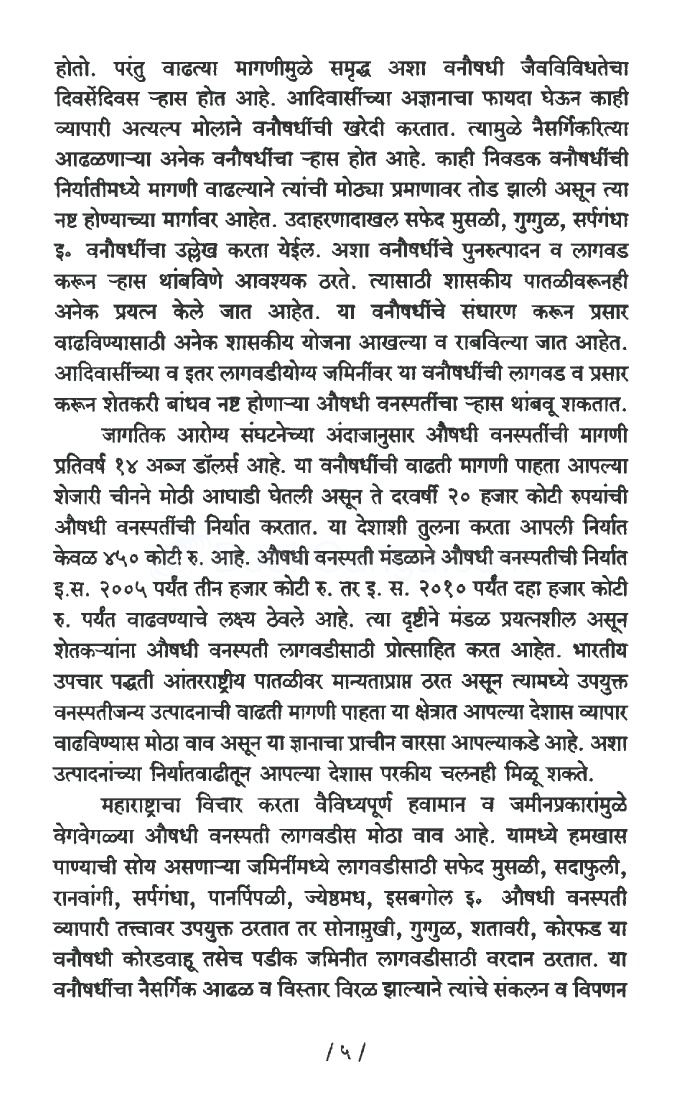 होतो. परंतु वाढत्या मागणीमुळे समृद्ध अशा वनौषधी जैवविविधतेचा
दिवसेंदिवस ऱ्हास होत आहे. आदिवासींच्या अज्ञानाचा फायदा घेऊन काही
व्यापारी अत्यल्प मोलाने वनौषधींची खरेदी करतात. त्यामुळे नैसर्गिकरित्या
आढळणाऱ्या अनेक वनौषधींचा ऱ्हास होत आहे. काही निवडक वनौषधींची
निर्यातीमध्ये मागणी वाढल्याने त्यांची मोठ्या प्रमाणावर तोड झाली असून त्या
नष्ट होण्याच्या मार्गावर आहेत. उदाहरणादाखल सफेद मुसळी, गुग्गुळ, सर्पगंधा
इ. वनौषधींचा उल्लेख करता येईल. अशा वनौषधींचे पुनरुत्पादन व लागवड
करून ऱ्हास थांबविणे आवश्यक ठरते. त्यासाठी शासकीय पातळीवरूनही
अनेक प्रयत्न केले जात आहेत. या वनौषधींचे संधारण करून प्रसार
वाढविण्यासाठी अनेक शासकीय योजना आखल्या व राबविल्या जात आहेत.
आदिवासींच्या व इतर लागवडीयोग्य जमिनींवर या वनौषधींची लागवड व प्रसार
करून शेतकरी बांधव नष्ट होणाऱ्या औषधी वनस्पतींचा ऱ्हास थांबवू शकतात.
जागतिक आरोग्य संघटनेच्या अंदाजानुसार औषधी वनस्पतींची मागणी
प्रतिवर्ष १४ अब्ज डॉलर्स आहे. या वनौषधींची वाढती मागणी पाहता आपल्या
शेजारी चीनने मोठी आघाडी घेतली असून ते दरवर्षी २० हजार कोटी रुपयांची
औषधी वनस्पतींची निर्यात करतात. या देशाशी तुलना करता आपली निर्यात
केवळ ४५० कोटी रु. आहे. औषधी वनस्पती मंडळाने औषधी वनस्पतीची निर्यात
इ.स. २००५ पर्यंत तीन हजार कोटी रु. तर इ. स. २०१० पर्यंत दहा हजार कोटी
रु. पर्यंत वाढवण्याचे लक्ष्य ठेवले आहे. त्या दृष्टीने मंडळ प्रयत्नशील असून
शेतकऱ्यांना औषधी वनस्पती लागवडीसाठी प्रोत्साहित करत आहेत. भारतीय
उपचार पद्धती आंतरराष्ट्रीय पातळीवर मान्यताप्राप्त ठरत असून त्यामध्ये उपयुक्त
वनस्पतीजन्य उत्पादनाची वाढती मागणी पाहता या क्षेत्रात आपल्या देशास व्यापार
वाढविण्यास मोठा वाव असून या ज्ञानाचा प्राचीन वारसा आपल्याकडे आहे. अशा
उत्पादनांच्या निर्यातवाढीतून आपल्या देशास परकीय चलनही मिळू शकते.
महाराष्ट्राचा विचार करता वैविध्यपूर्ण हवामान व जमीनप्रकारांमुळे
वेगवेगळ्या औषधी वनस्पती लागवडीस मोठा वाव आहे. यामध्ये हमखास
पाण्याची सोय असणाऱ्या जमिनींमध्ये लागवडीसाठी सफेद मुसळी, सदाफुली,
रानवांगी, सर्पगंधा, पानपिंपळी, ज्येष्ठमध, इसबगोल इ. औषधी वनस्पती
व्यापारी तत्त्वावर उपयुक्त ठरतात तर सोनामुखी, गुग्गुळ, शतावरी, कोरफड या
वनौषधी कोरडवाहू तसेच पडीक जमिनीत लागवडीसाठी वरदान ठरतात. या
वनौषधींचा नैसर्गिक आढळ व विस्तार विरळ झाल्याने त्यांचे संकलन व विपणन
/ ५ /